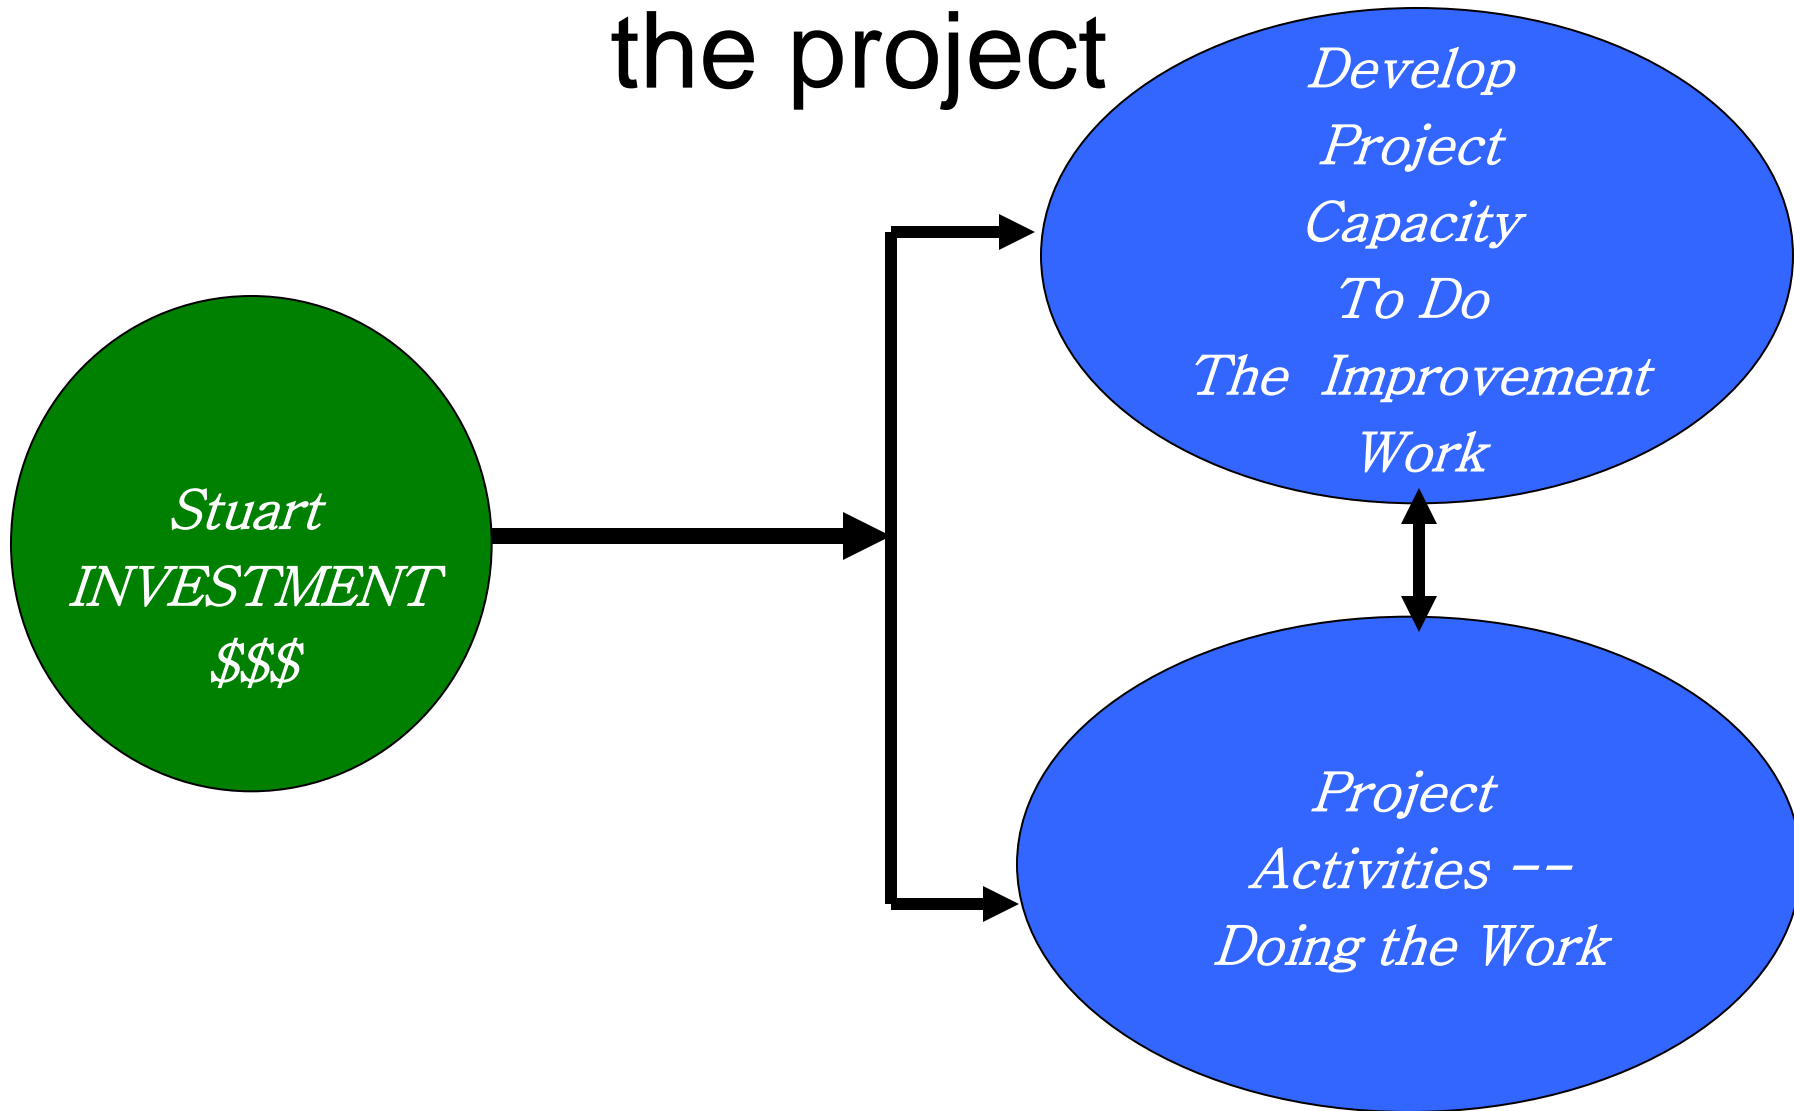 the project
Develop
Project
Capacity
To Do
The Improvement
Work
Stuart
INVESTMENT
$$$
Project
Activities --
Doing the Work